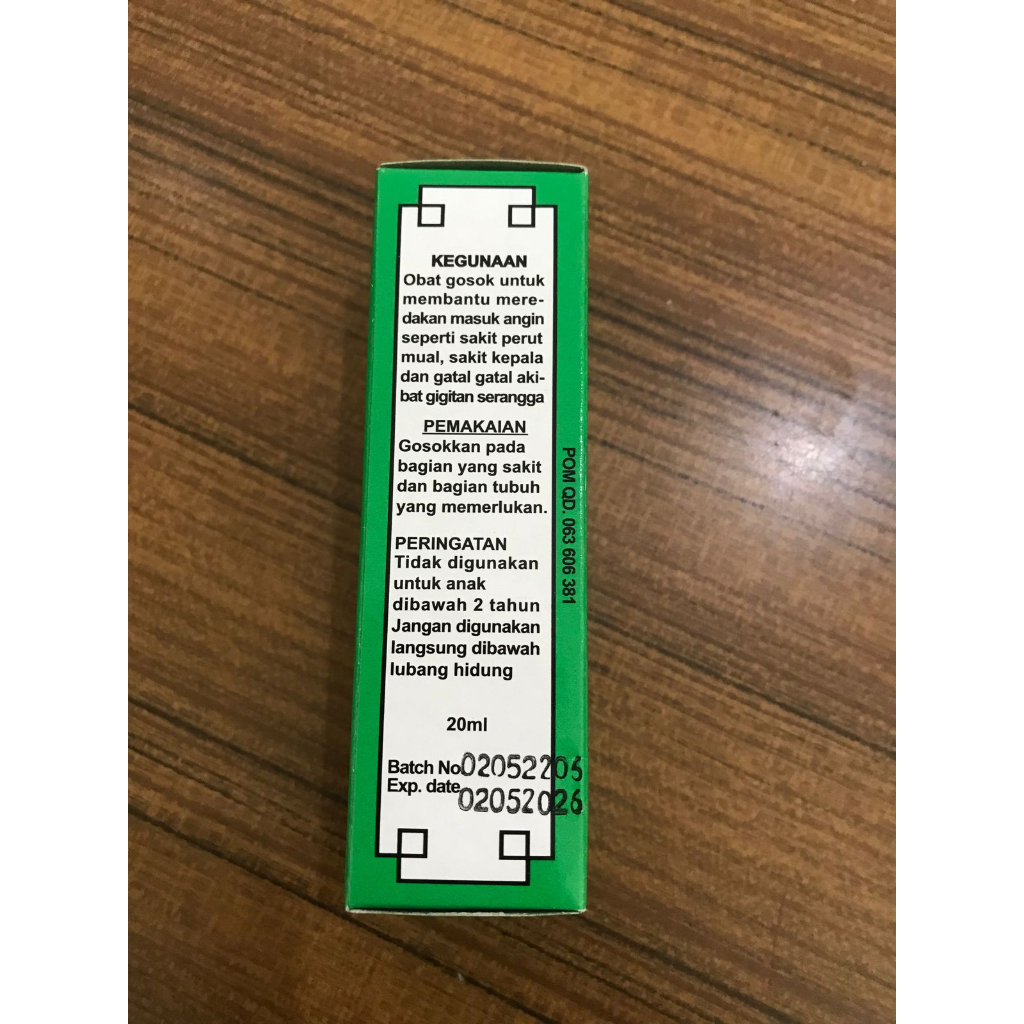 KEGUNAAN
Obat gosok untuk
membantu mere-
dakan masuk angin
seperti sakit perut
mual, sakit kepala
dan gatal gatal aki-
bat gigitan serangga
PEMAKAIAN
Gosokkan pada
bagian yang sakit
dan bagian tubuh
yang memerlukan.
PERINGATAN
Tidak digunakan
untuk anak
dibawah 2 tahun
Jangan digunakan
langsung dibawah
lubang hidung
20ml
Batch No 02052206
Exp. date 02052026
POM QD. 063 606 381